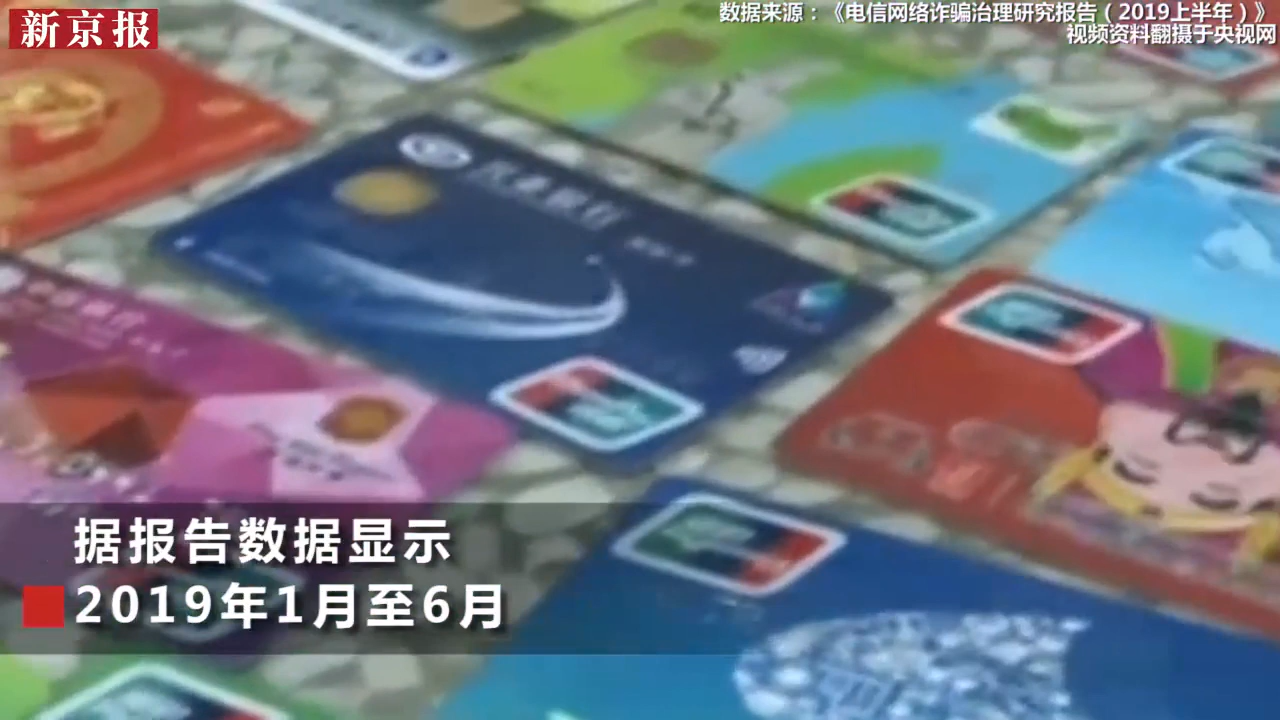 新京报
数据来源：《电信网络诈骗治理研究报告（2019上半年）》
视频资料翻摄于央视网
据报告数据显示
2019年1月至6月